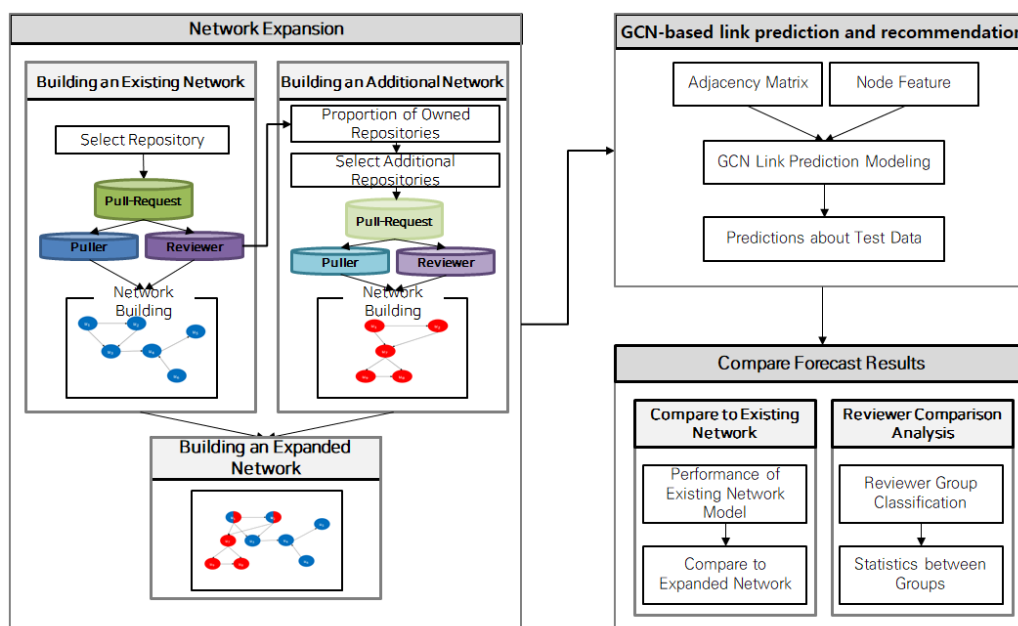 Network Expansion
Building an Existing Network
Select Repository
Pull-Request
Puller
Reviewer
Network
Building
Building an Additional Network
Proportion of Owned
Repositories
Select Additional
Repositories
Pull-Request
Puller
Reviewer
Network
Building
Building an Expanded
Network
GCN-based link prediction and recommendation
Adjacency Matrix
Node Feature
GCN Link Prediction Modeling
Predictions about Test Data
Compare Forecast Results
Compare to Existing
Network
Performance of
Existing Network
Model
Compare to
Expanded Network
Reviewer Comparison
Analysis
Reviewer Group
Classification
Statistics between
Groups